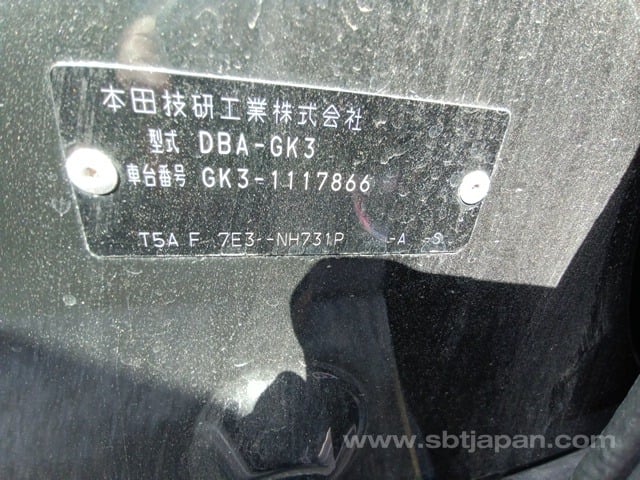 本田技研工業株式会社
型式 DBA-GK3
車台番号 GK3-1117866
T5A F 7E3--NH731P -A -S
www.sbtjapan.com